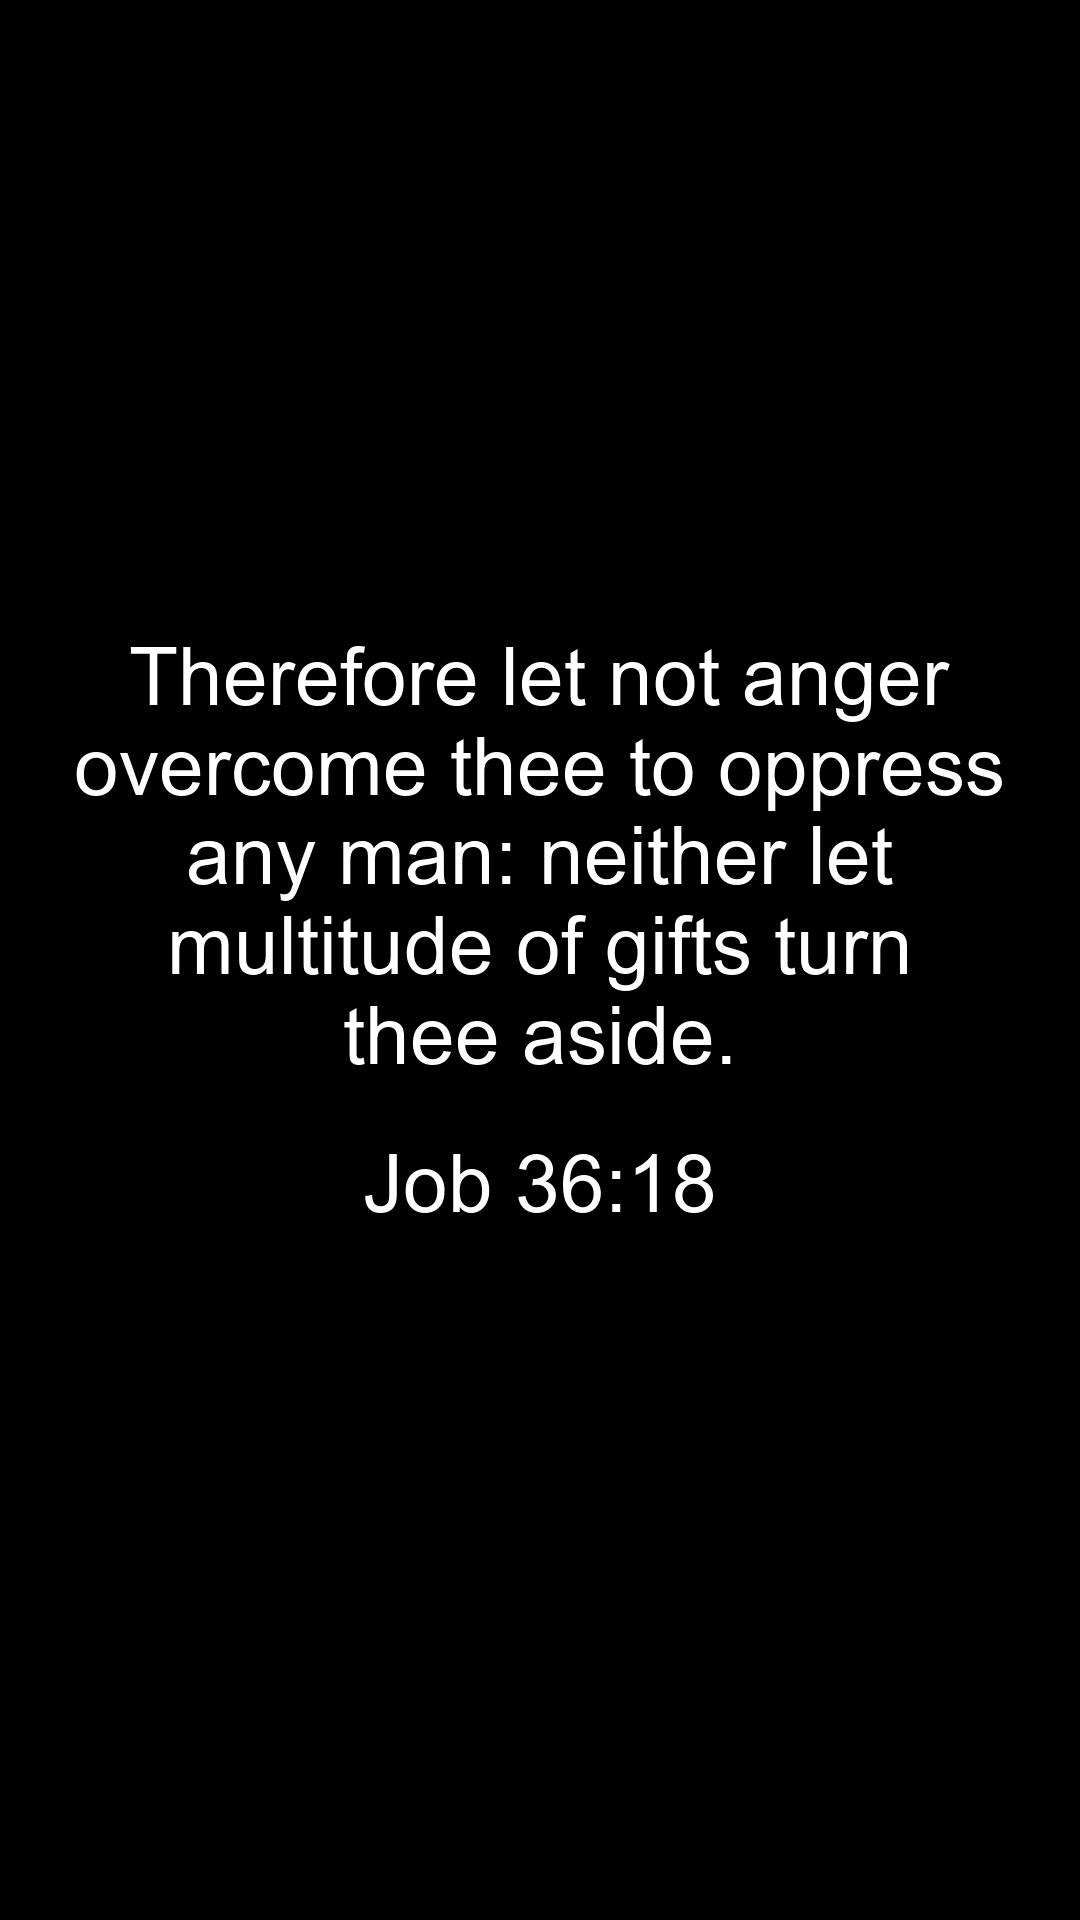 Therefore let not anger
overcome thee to oppress
any man: neither let
multitude of gifts turn
thee aside.
Job 36:18